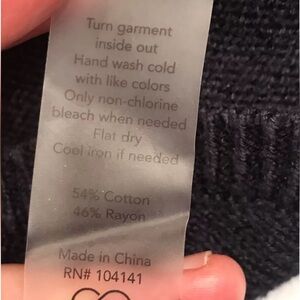 Turn garment
inside out
Hand wash cold
with like colors
Only non-chlorine
bleach when needed
Flat dry
Cool iron if needed
54% Cotton
46% Rayon
Made in China
RN# 104141